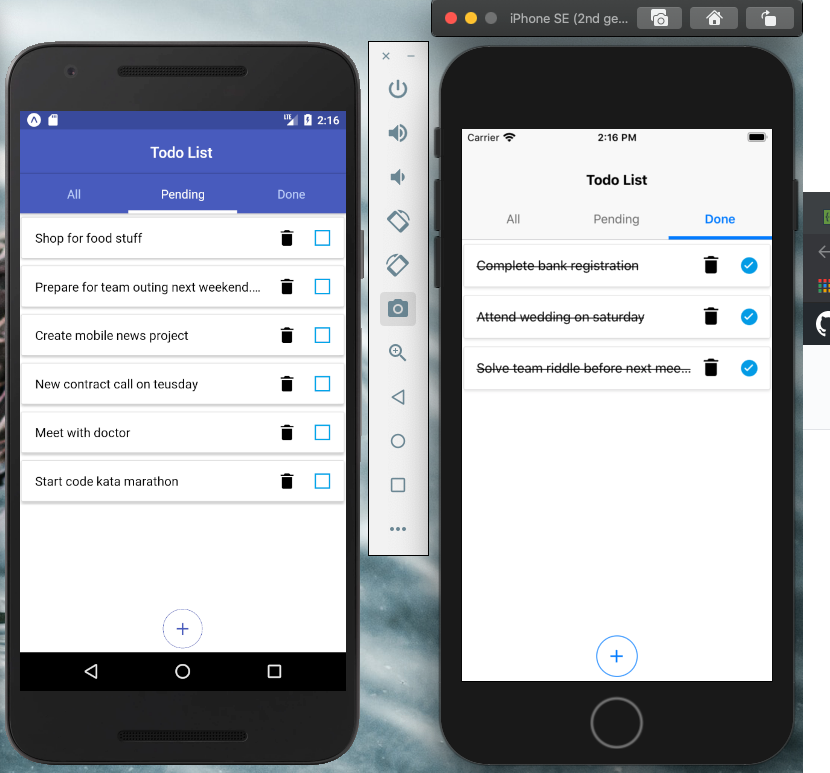 iPhone SE (2nd ge...
LTE
2:16
Todo List
All
Pending
Done
Shop for food stuff
Prepare for team outing next weekend....
Create mobile news project
New contract call on teusday
Meet with doctor
Start code kata marathon
Carrier
2:16 PM
Todo List
All
Pending
Done
Complete bank registration
Attend wedding on saturday
Solve team riddle before next mee...